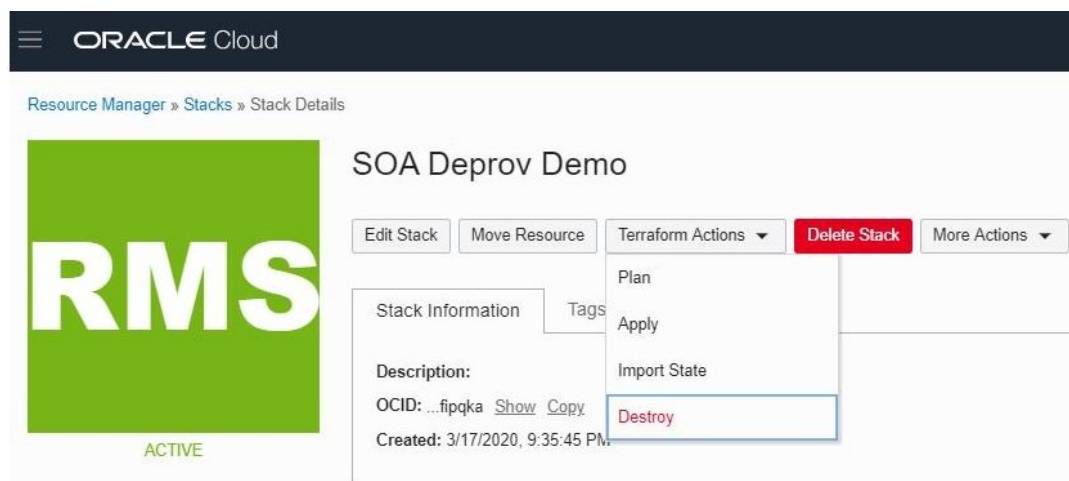 ORACLE Cloud
Resource Manager » Stacks » Stack Details
RMS
ACTIVE
SOA Deprov Demo
Edit Stack Move Resource Terraform Actions Delete Stack More Actions
Plan
Apply
Import State
Destroy
Stack Information Tags
Description:
OCID: ...fipqka Show Copy
Created: 3/17/2020, 9:35:45 PM